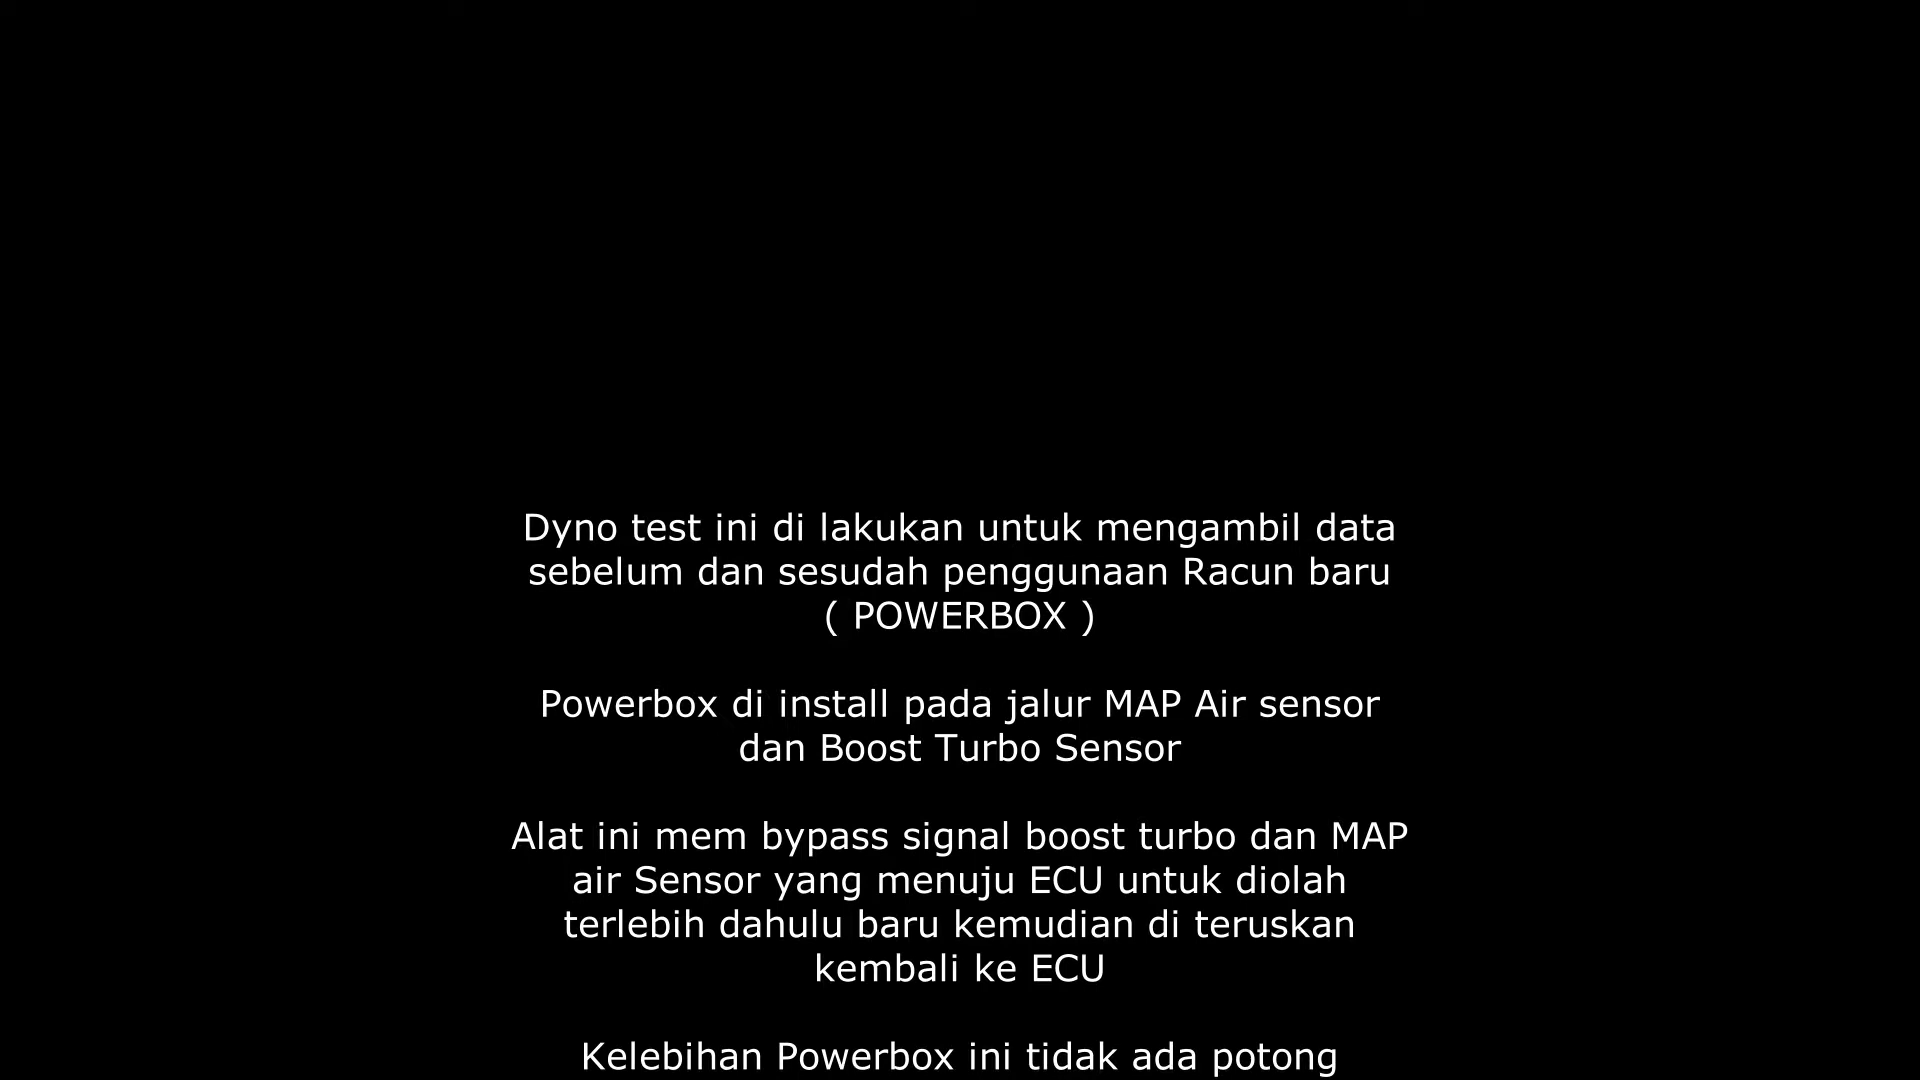 Dyno test ini di lakukan untuk mengambil data
sebelum dan sesudah penggunaan Racun baru
( POWERBOX )
Powerbox di install pada jalur MAP Air sensor
dan Boost Turbo Sensor
Alat ini mem bypass signal boost turbo dan MAP
air Sensor yang menuju ECU untuk diolah
terlebih dahulu baru kemudian di teruskan
kembali ke ECU
Kelebihan Powerbox ini tidak ada potong